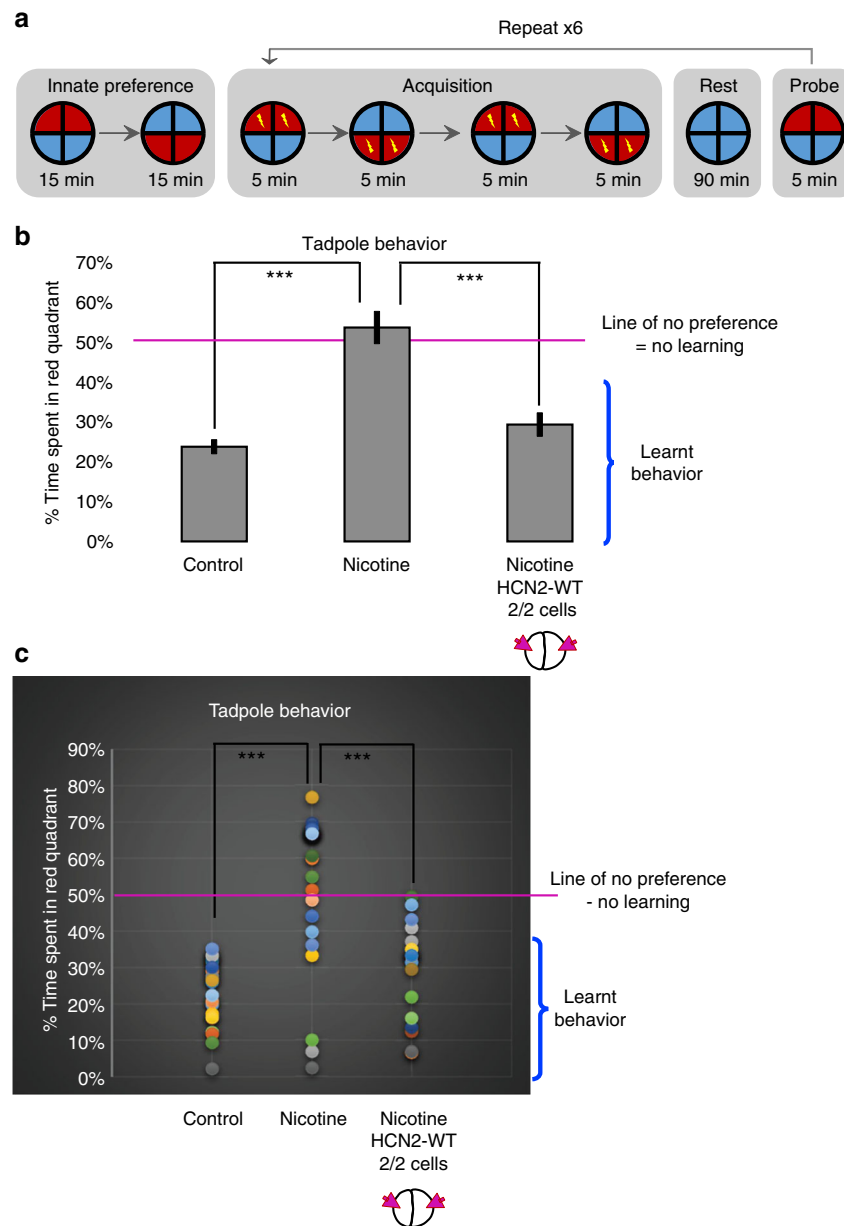 a
Repeat x6
Innate preference
Acquisition
Rest
Probe
15 min
15 min
5 min
5 min
5 min
5 min
90 min
5 min
b
Tadpole behavior
% Time spent in red quadrant
70%
60%
50%
40%
30%
20%
10%
0%
***
***
Line of no preference
= no learning
Learnt
behavior
Control
Nicotine
Nicotine
HCN2-WT
2/2 cells
c
Tadpole behavior
% Time spent in red quadrant
90%
80%
70%
60%
50%
40%
30%
20%
10%
0%
***
***
Line of no preference
- no learning
Learnt
behavior
Control
Nicotine
Nicotine
HCN2-WT
2/2 cells